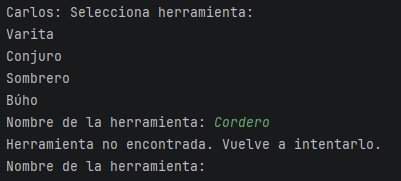 Carlos: Selecciona herramienta:
Varita
Conjuro
Sombrero
Búho
Nombre de la herramienta: Cordero
Herramienta no encontrada. Vuelve a intentarlo.
Nombre de la herramienta: